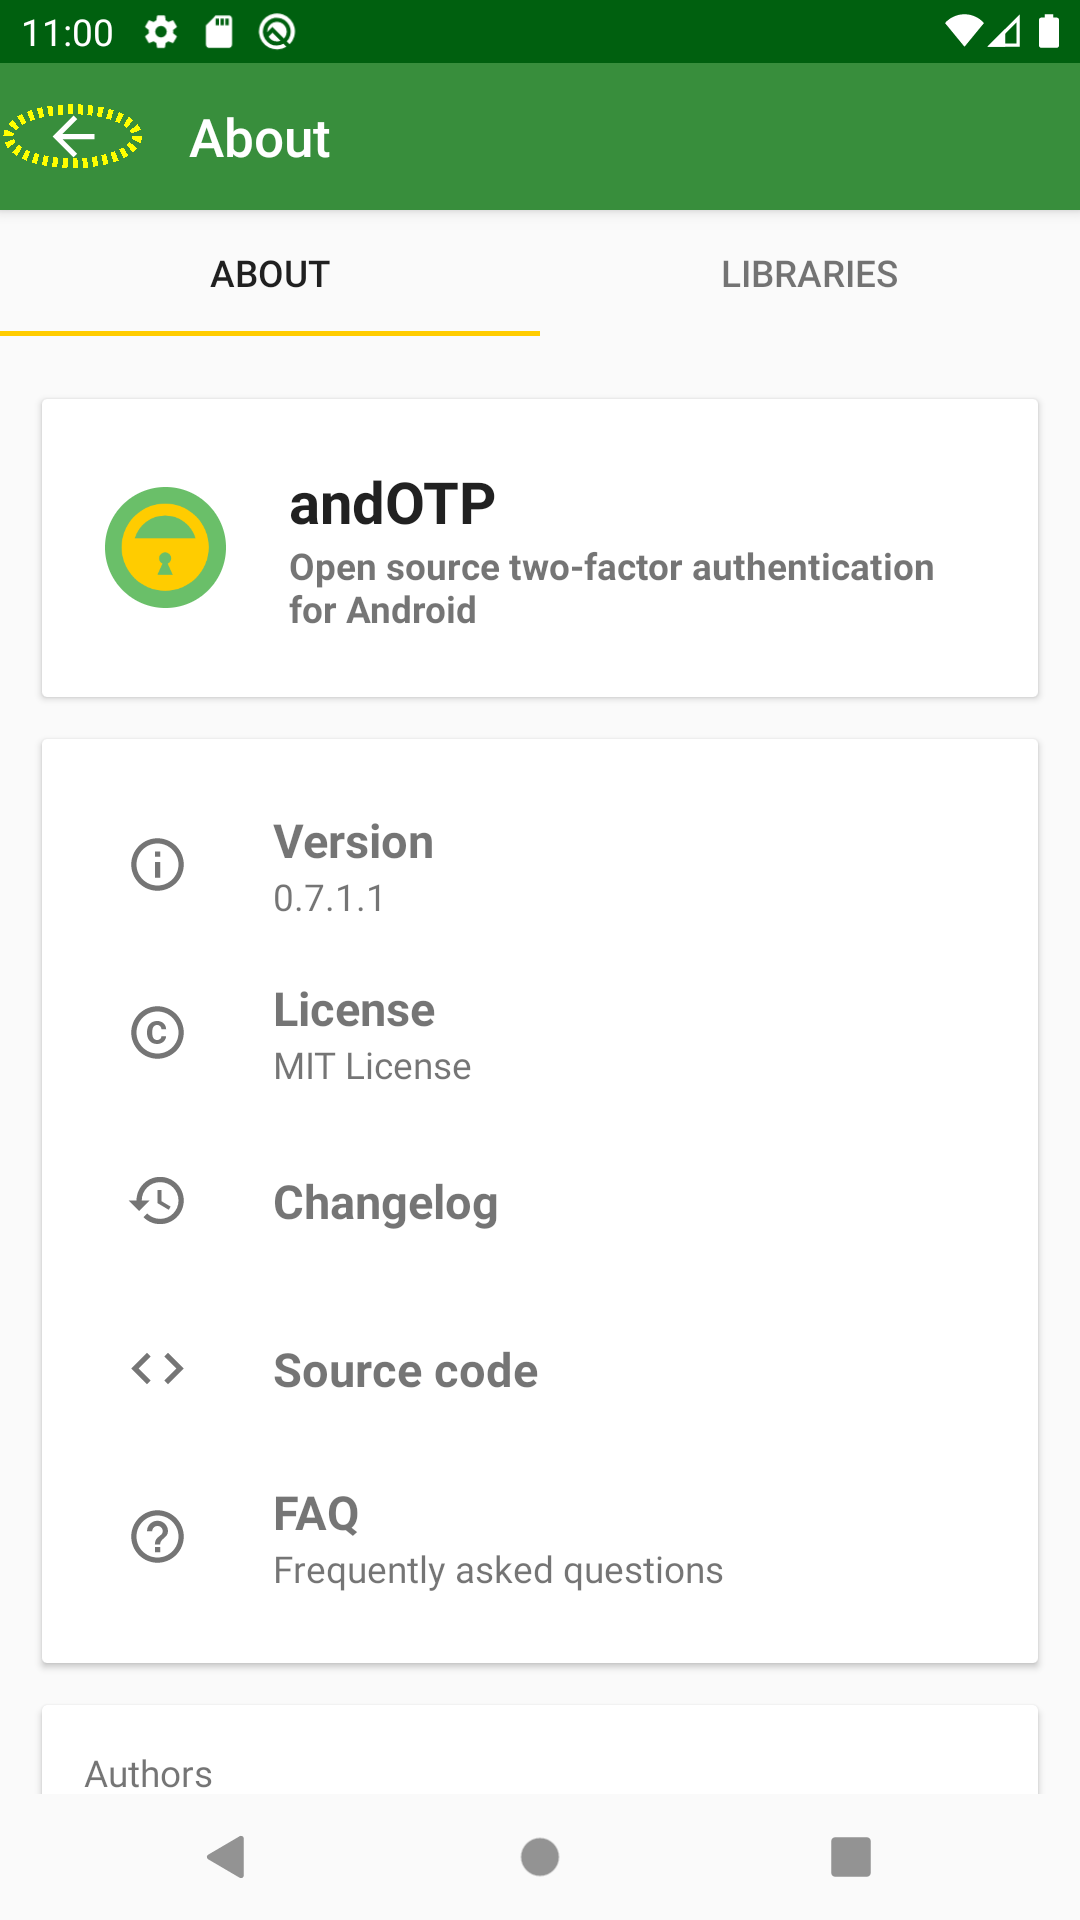 11:00
About
ABOUT
LIBRARIES
andOTP
Open source two-factor authentication
for Android
Version
0.7.1.1
License
MIT License
Changelog
Source code
FAQ
Frequently asked questions
Authors